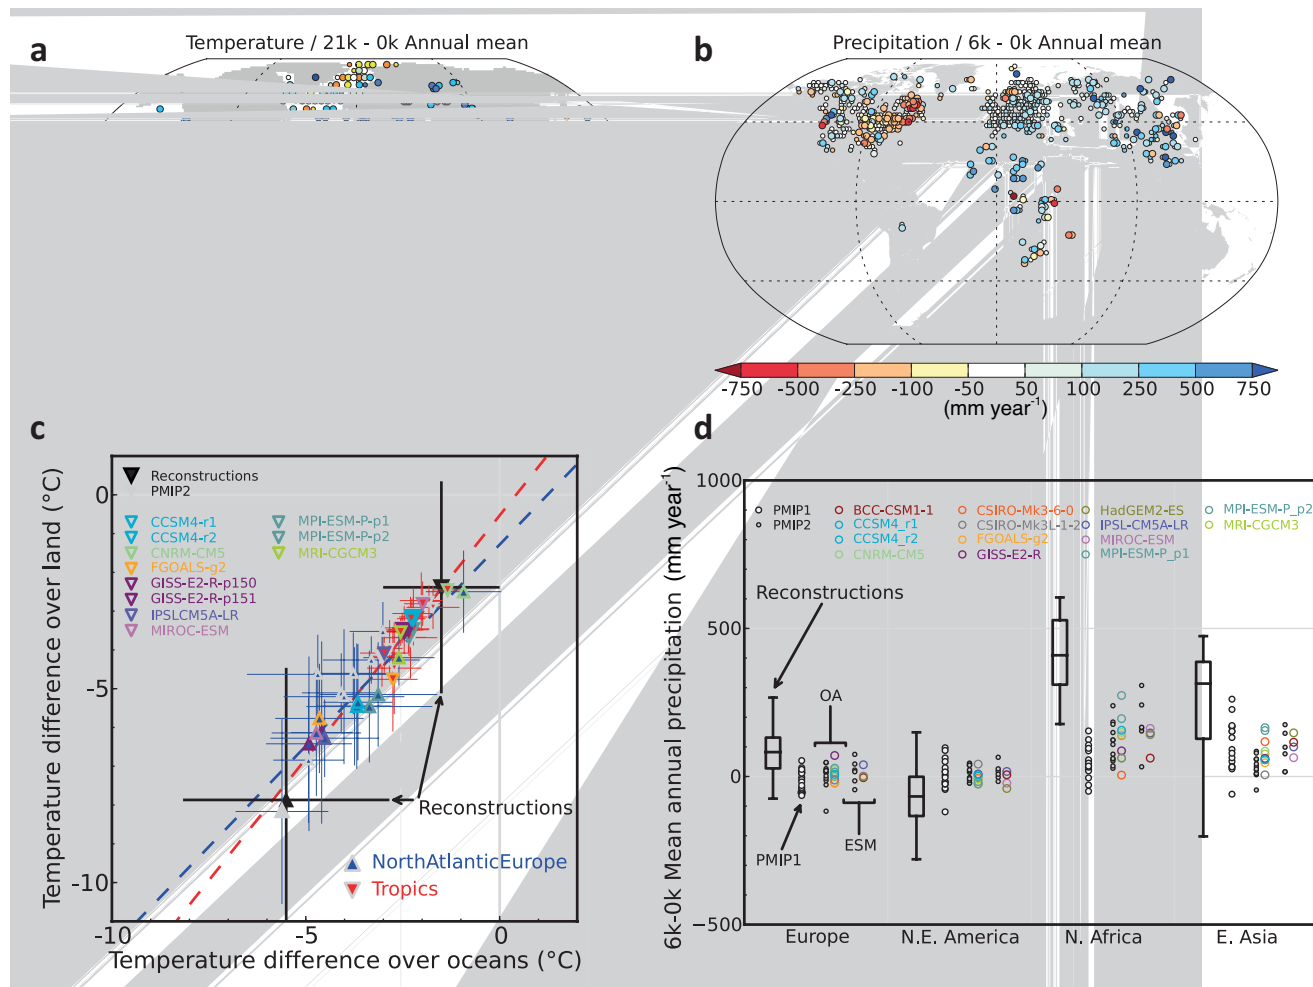 a
Temperature / 21k - 0k Annual mean
b
Precipitation / 6k - 0k Annual mean
-750 -500 -250 -100 -50 50 100 250 500 750
(mm year-1)
c
Temperature difference over land (°C)
0
-5
-10
Reconstructions
PMIP2
CCSM4-r1
CCSM4-r2
CNRM-CM5
FGOALS-g2
GISS-E2-R-p150
GISS-E2-R-p151
IPSLCM5A-LR
MIROC-ESM
MPI-ESM-P-p1
MPI-ESM-P-p2
MRI-CGCM3
Reconstructions
NorthAtlanticEurope
Tropics
-10 -5 0
Temperature difference over oceans (°C)
d
6k-0k Mean annual precipitation (mm year-1)
1000
500
0
−500
PMIP1
PMIP2
BCC-CSM1-1
CCSM4_r1
CCSM4_r2
CNRM-CM5
CSIRO-Mk3-6-0
CSIRO-Mk3L-1-2
FGOALS-g2
GISS-E2-R
HadGEM2-ES
IPSL-CM5A-LR
MIROC-ESM
MPI-ESM-P_p1
MPI-ESM-P_p2
MRI-CGCM3
Reconstructions
OA
PMIP1
ESM
Europe N.E. America N. Africa E. Asia